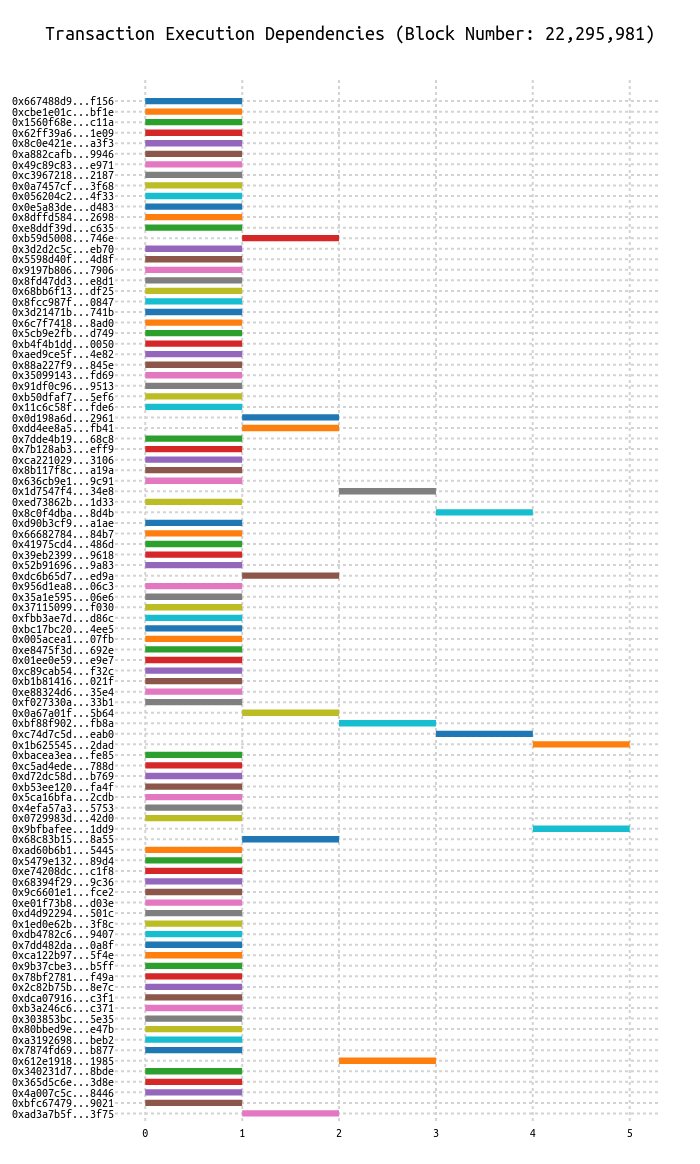 Transaction Execution Dependencies (Block Number: 22,295,981)
0x667488d9...f156
0xcbe1e01c...bf1e
0x1560f68e...c11a
0x62ff39a6...1e09
0x8c0e421e...a3f3
0xa882cafb...9946
0x49c89c83...e971
0xc3967218...2187
0x0a7457cf...3f68
0x056204c2...4f33
0x0e5a83de...d483
0x8dffd584...2698
0xe8ddf39d...c635
0xb59d5008...746e
0x3d2d2c5c...eb70
0x5598d40f...4d8f
0x9197b806...7906
0x8fd47dd3...e8d1
0x68bb6f13...df25
0x8fcc987f...0847
0x3d21471b...741b
0x6c7f7418...8ad0
0x5cb9e2fb...d749
0xb4f4b1dd...0050
0xaed9ce5f...4e82
0x88a227f9...845e
0x35099143...fd69
0x91df0c96...9513
0xb50dfaf7...5ef6
0x11c6c58f...fde6
0x0d198a6d...2961
0xdd4ee8a5...fb41
0x7dde4b19...68c8
0x7b128ab3...eff9
0xca221029...3106
0x8b117f8c...a19a
0x636cb9e1...9c91
0x1d7547f4...34e8
0xed73862b...1d33
0x8c0f4dba...8d4b
0xd90b3cf9...a1ae
0x66682784...84b7
0x41975cd4...486d
0x39eb2399...9618
0x52b91696...9a83
0xdc6b65d7...ed9a
0x956d1ea8...06c3
0x35a1e595...06e6
0x37115099...f030
0xfbb3ae7d...d86c
0xbc17bc20...4ee5
0x005acea1...07fb
0xe8475f3d...692e
0x01ee0e59...e9e7
0xc89cab54...f32c
0xb1b81416...021f
0xe88324d6...35e4
0xf027330a...33b1
0x0a67a01f...5b64
0xbf88f902...fb8a
0xc74d7c5d...eab0
0x1b625545...2dad
0xbacea3ea...fe85
0xc5ad4ede...788d
0xd72dc58d...b769
0xb53ee120...fa4f
0x5ca16bfa...2cdb
0x4efa57a3...5753
0x0729983d...42d0
0x9bfbafee...1dd9
0x68c83b15...8a55
0xad60b6b1...5445
0x5479e132...89d4
0xe74208dc...c1f8
0x68394f29...9c36
0x9c6601e1...fce2
0xe01f73b8...d03e
0xd4d92294...501c
0x1ed0e62b...3f8c
0xdb4782c6...9407
0x7dd482da...0a8f
0xca122b97...5f4e
0x9b37cbe3...b5ff
0x78bf2781...f49a
0x2c82b75b...8e7c
0xdca07916...c3f1
0xb3a246c6...c371
0x303853bc...5e35
0x80bbed9e...e47b
0xa3192698...beb2
0x7874fd69...b877
0x612e1918...1985
0x340231d7...8bde
0x365d5c6e...3d8e
0x4a007c5c...8446
0xbfc67479...9021
0xad3a7b5f...3f75
0 1 2 3 4 5